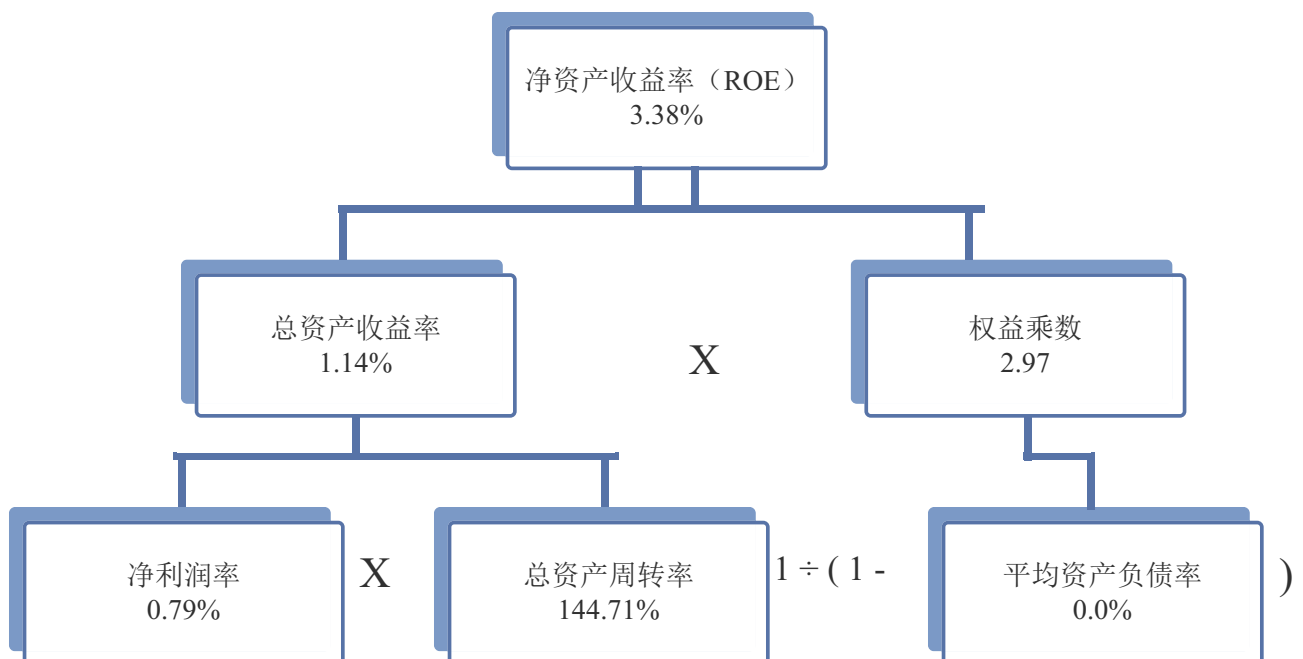 净资产收益率（ROE）
3.38%
总资产收益率
1.14%
X
权益乘数
2.97
净利润率
0.79%
X
总资产周转率
144.71%
1 ÷ ( 1 -
平均资产负债率
0.0%
)